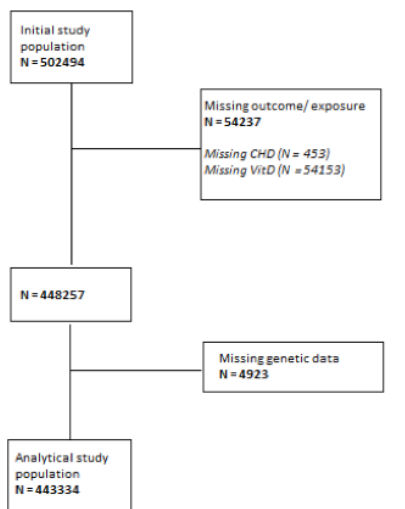 Initial study
population
N = 502494
Missing outcome/ exposure
N = 54237
Missing CHD (N = 453)
Missing VitD (N = 54153)
N = 448257
Missing genetic data
N = 4923
Analytical study
population
N = 443334